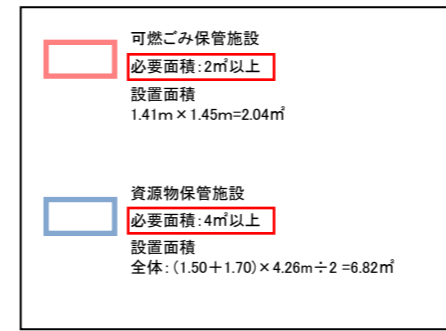 可燃ごみ保管施設
必要面積:2㎡以上
設置面積
1.41m×1.45m=2.04㎡
資源物保管施設
必要面積:4㎡以上
設置面積
全体:(1.50+1.70)×4.26m÷2 =6.82㎡